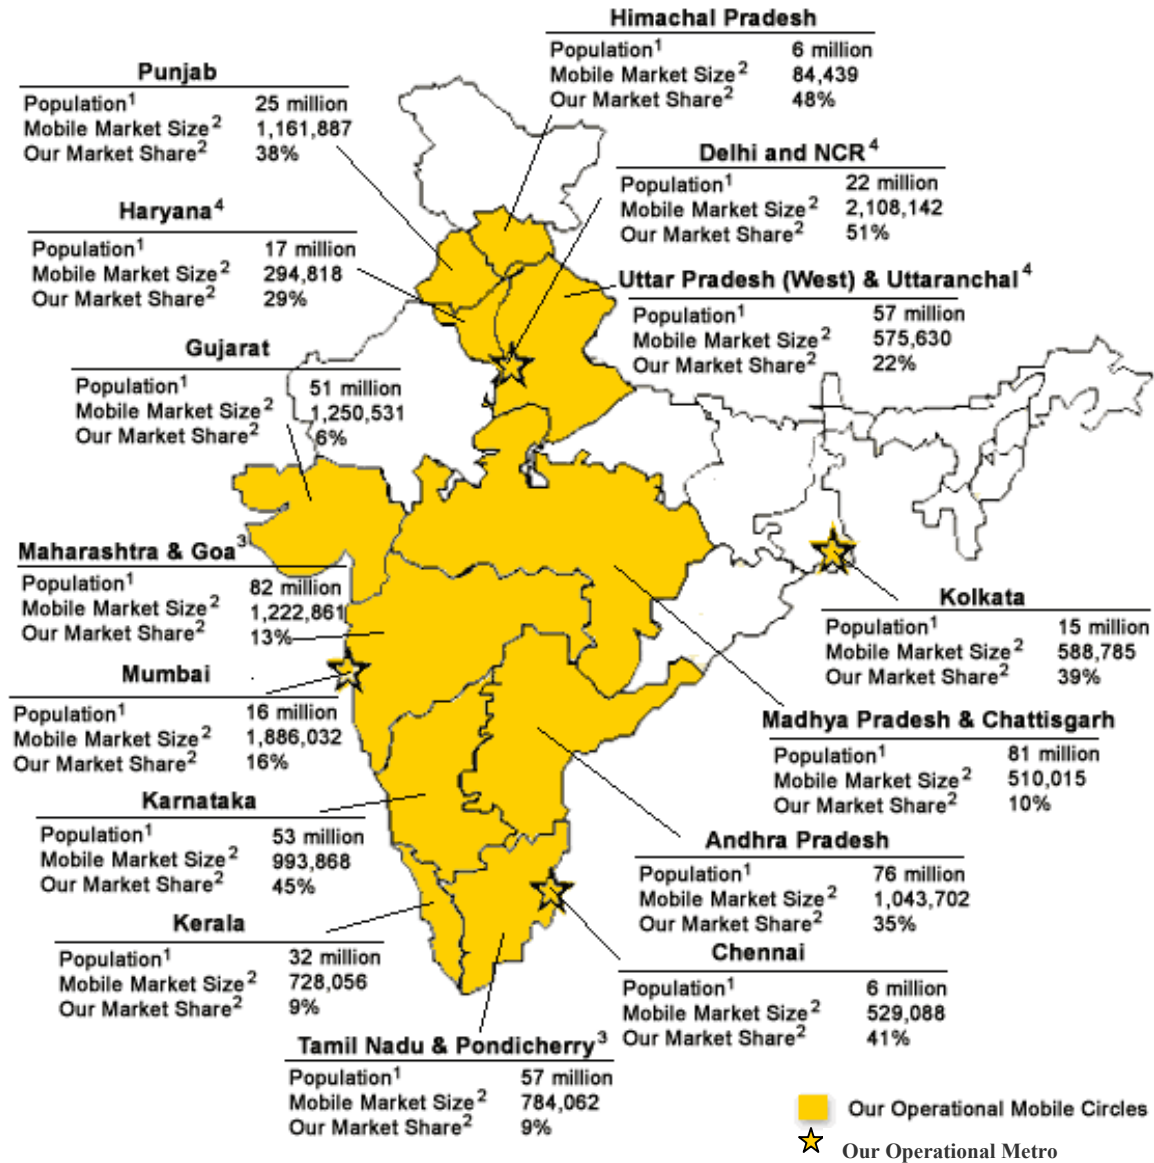 Himachal Pradesh
Population1 6 million
Mobile Market Size2 84,439
Our Market Share2 48%
Punjab
Population1 25 million
Mobile Market Size2 1,161,887
Our Market Share2 38%
Delhi and NCR4
Population1 22 million
Mobile Market Size2 2,108,142
Our Market Share2 51%
Haryana4
Population1 17 million
Mobile Market Size2 294,818
Our Market Share2 29%
Uttar Pradesh (West) & Uttaranchal4
Population1 57 million
Mobile Market Size2 575,630
Our Market Share2 22%
Gujarat
Population1 51 million
Mobile Market Size2 1,250,531
Our Market Share2 6%
Maharashtra & Goa3
Population1 82 million
Mobile Market Size2 1,222,861
Our Market Share2 13%
Kolkata
Population1 15 million
Mobile Market Size2 588,785
Our Market Share2 39%
Mumbai
Population1 16 million
Mobile Market Size2 1,886,032
Our Market Share2 16%
Madhya Pradesh & Chattisgarh
Population1 81 million
Mobile Market Size2 510,015
Our Market Share2 10%
Karnataka
Population1 53 million
Mobile Market Size2 993,868
Our Market Share2 45%
Andhra Pradesh
Population1 76 million
Mobile Market Size2 1,043,702
Our Market Share2 35%
Kerala
Population1 32 million
Mobile Market Size2 728,056
Our Market Share2 9%
Chennai
Population1 6 million
Mobile Market Size2 529,088
Our Market Share2 41%
Tamil Nadu & Pondicherry3
Population1 57 million
Mobile Market Size2 784,062
Our Market Share2 9%
Our Operational Mobile Circles
Our Operational Metro